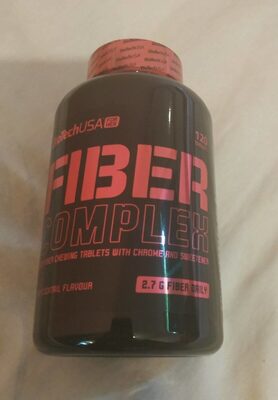 BioTechUSA
120
FIBER
COMPLEX
CHEWING TABLETS WITH CHROME AND SWEETENER
FLAVOUR
2.7 G FIBER DAILY